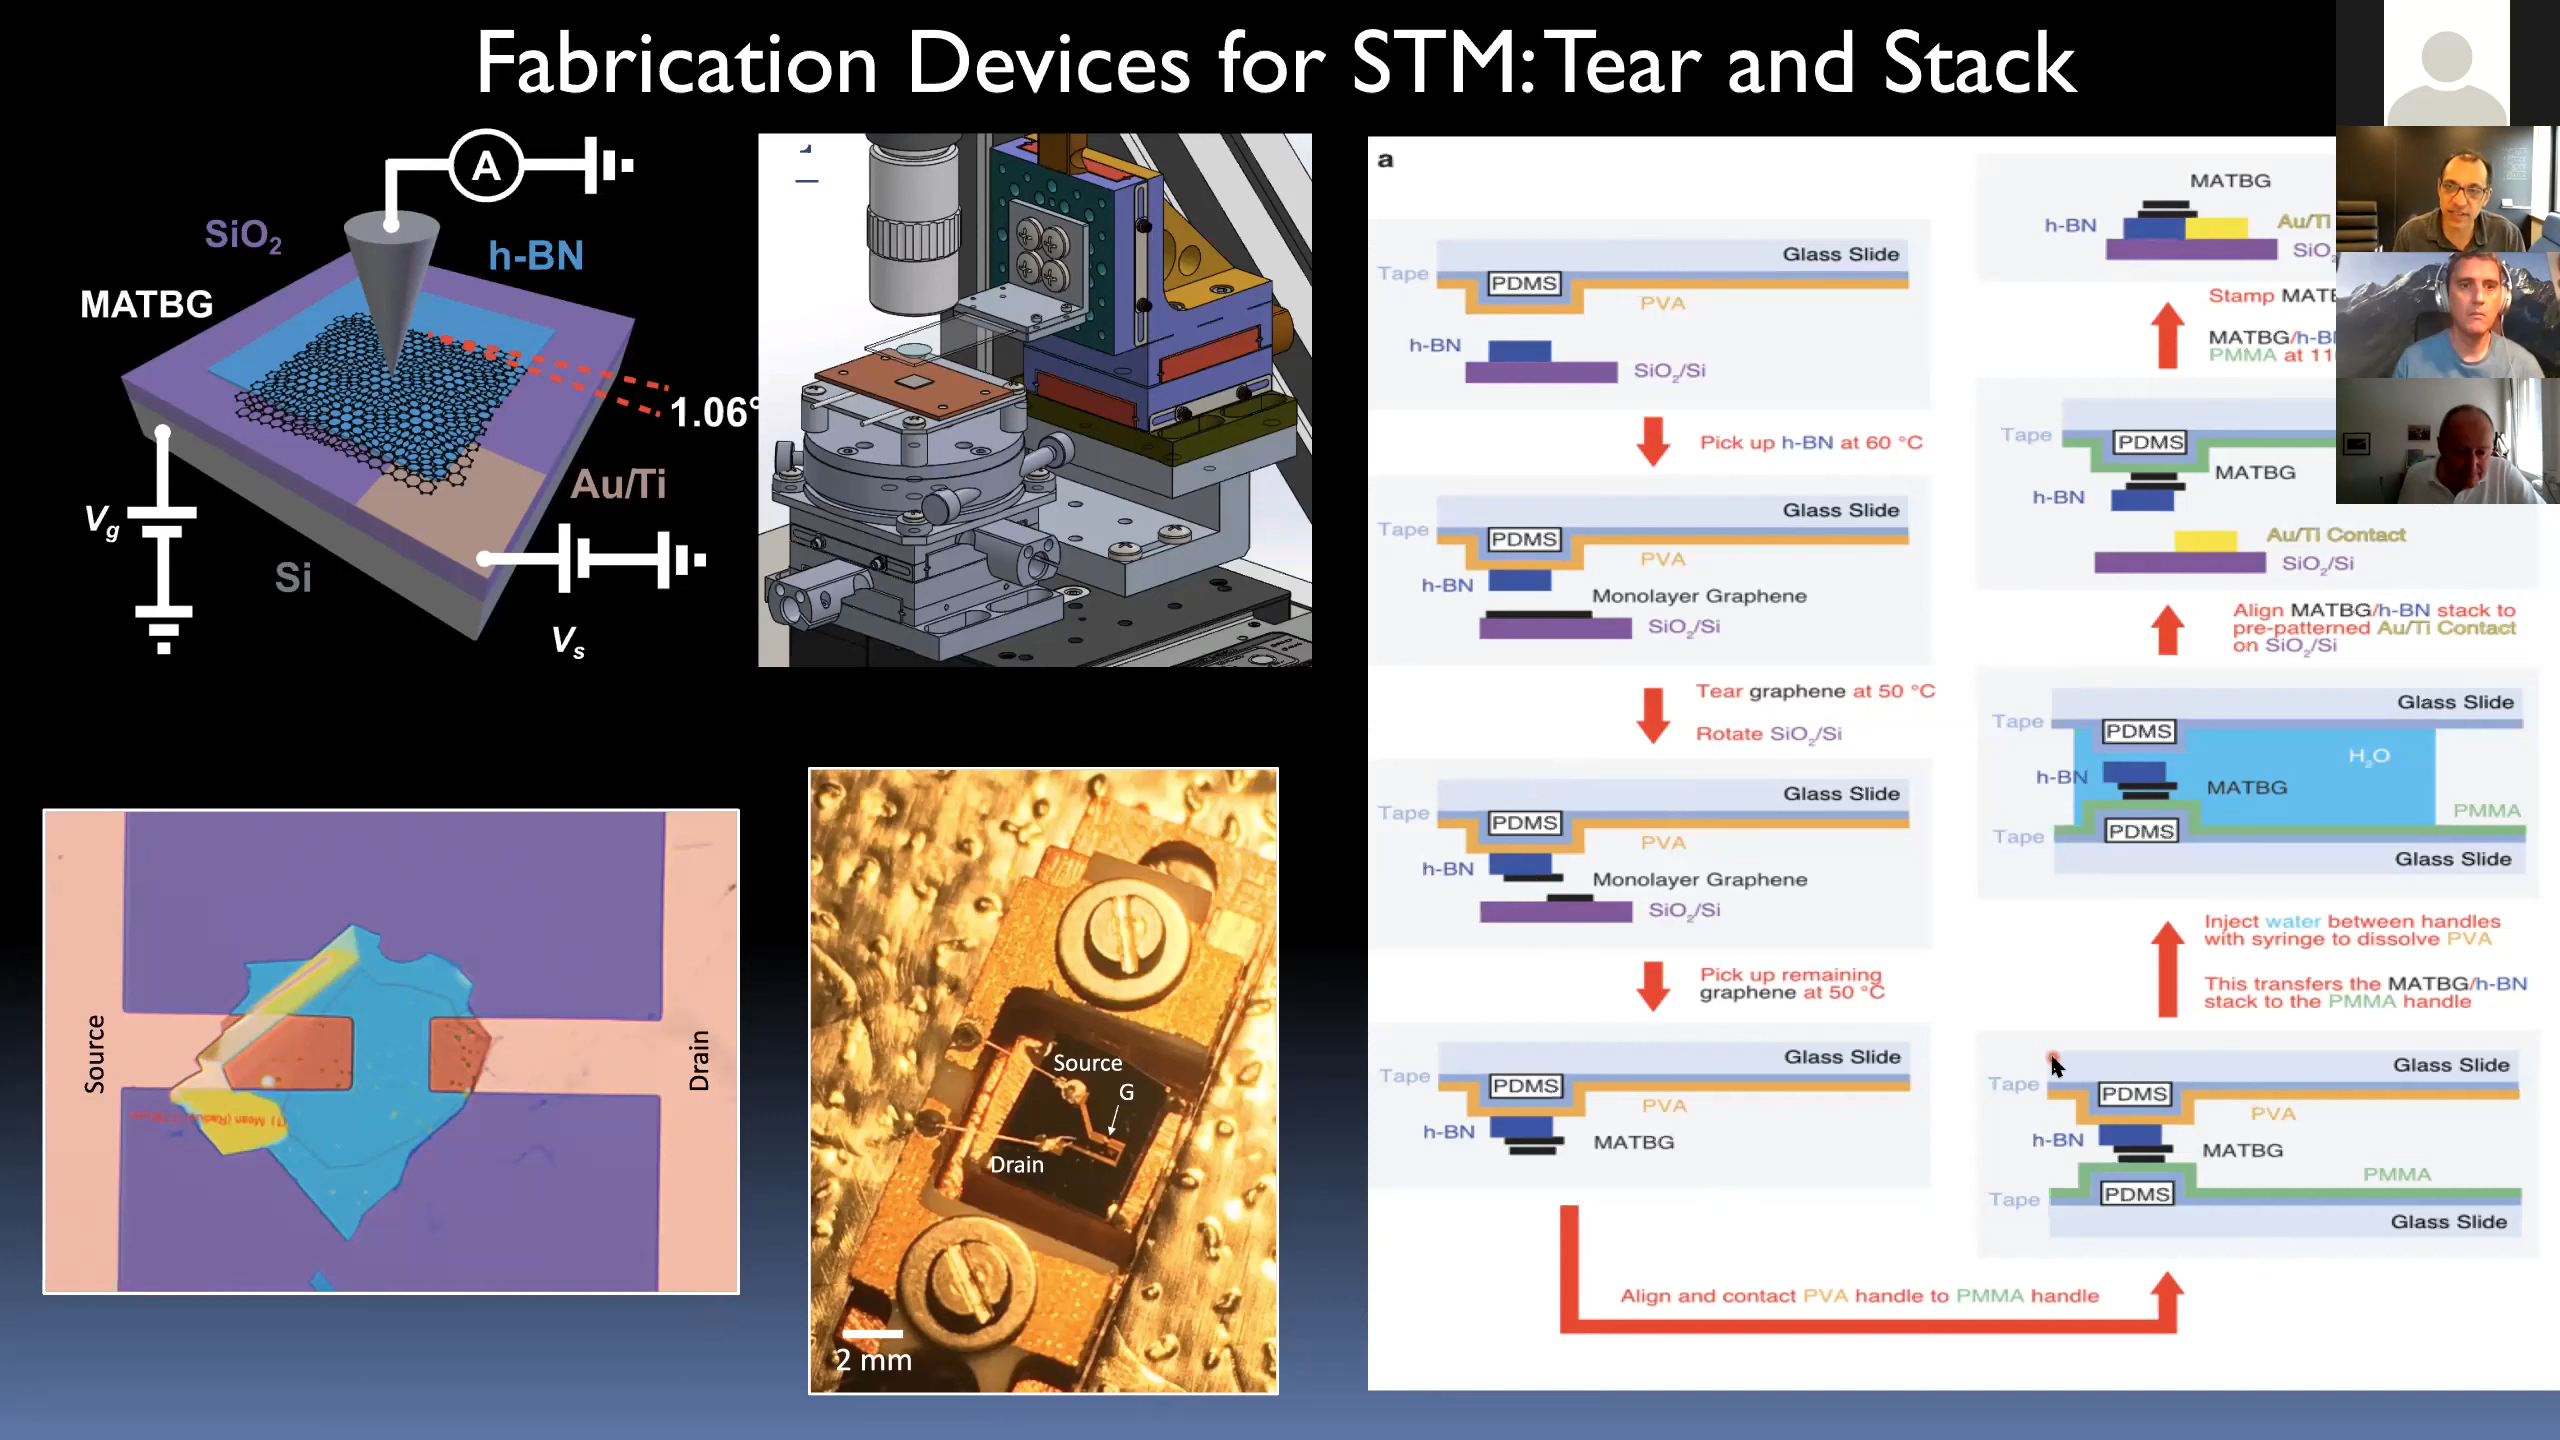 Fabrication Devices for STM: Tear and Stack
A
SiO2
h-BN
MATBG
1.06°
Au/Ti
Vg
Si
Vs
Source
Drain
Source
G
Drain
2 mm
a
Glass Slide
Tape
PDMS
PVA
h-BN
SiO2/Si
Pick up h-BN at 60 °C
Glass Slide
Tape
PDMS
PVA
h-BN
Monolayer Graphene
SiO2/Si
Tear graphene at 50 °C
Rotate SiO2/Si
Glass Slide
Tape
PDMS
PVA
h-BN
Monolayer Graphene
SiO2/Si
Pick up remaining
graphene at 50 °C
Glass Slide
Tape
PDMS
PVA
h-BN
MATBG
Align and contact PVA handle to PMMA handle
Glass Slide
Tape
PDMS
PVA
h-BN
MATBG
PMMA
PDMS
Tape
Glass Slide
Inject water between handles
with syringe to dissolve PVA
This transfers the MATBG/h-BN
stack to the PMMA handle
Glass Slide
Tape
PDMS
H2O
h-BN
MATBG
PMMA
Tape
PDMS
Glass Slide
Align MATBG/h-BN stack to
pre-patterned Au/Ti Contact
on SiO2/Si
Tape
PDMS
MATBG
h-BN
Au/Ti Contact
SiO2/Si
Stamp
PMMA at
MATBG
h-BN
Au/Ti